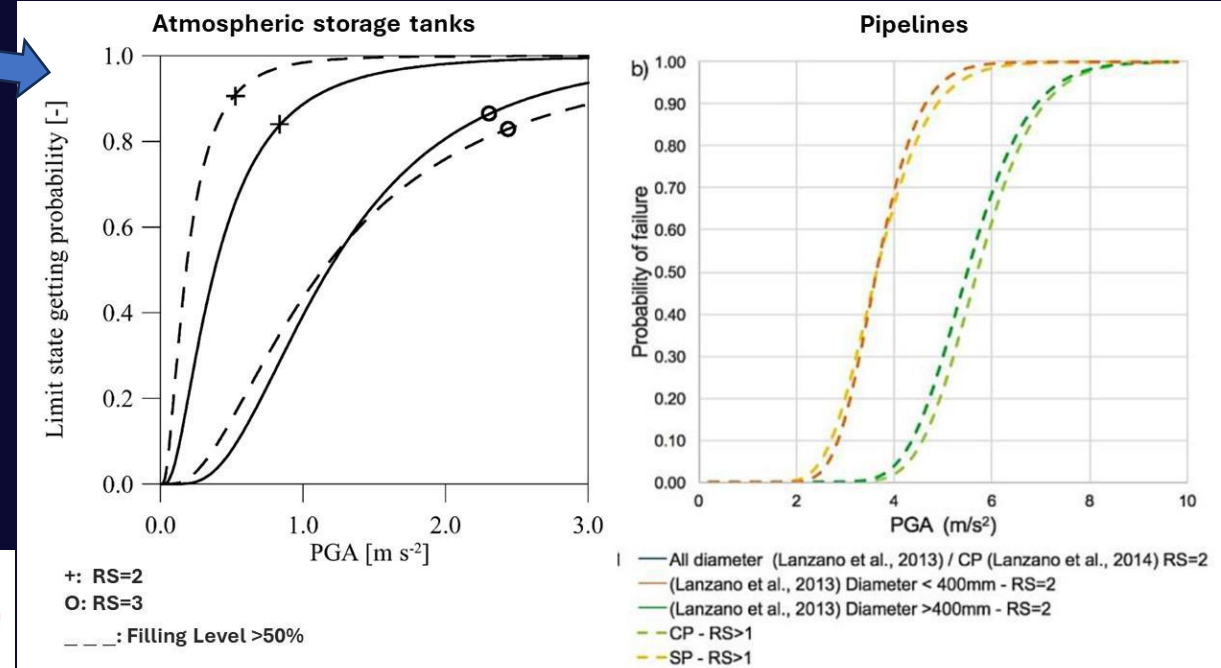 Atmospheric storage tanks
Limit state getting probability [-]
1.0
0.8
0.6
0.4
0.2
0.0
0.0 1.0 2.0 3.0
PGA [m s-2]
+: RS=2
O: RS=3
_ _ _: Filling Level >50%
Pipelines
b)
Probability of failure
1.00
0.90
0.80
0.70
0.60
0.50
0.40
0.30
0.20
0.10
0.00
0 2 4 6 8 10
PGA (m/s²)
All diameter (Lanzano et al., 2013) / CP (Lanzano et al., 2014) RS=2
(Lanzano et al., 2013) Diameter < 400mm - RS=2
(Lanzano et al., 2013) Diameter >400mm - RS=2
CP - RS>1
SP - RS>1